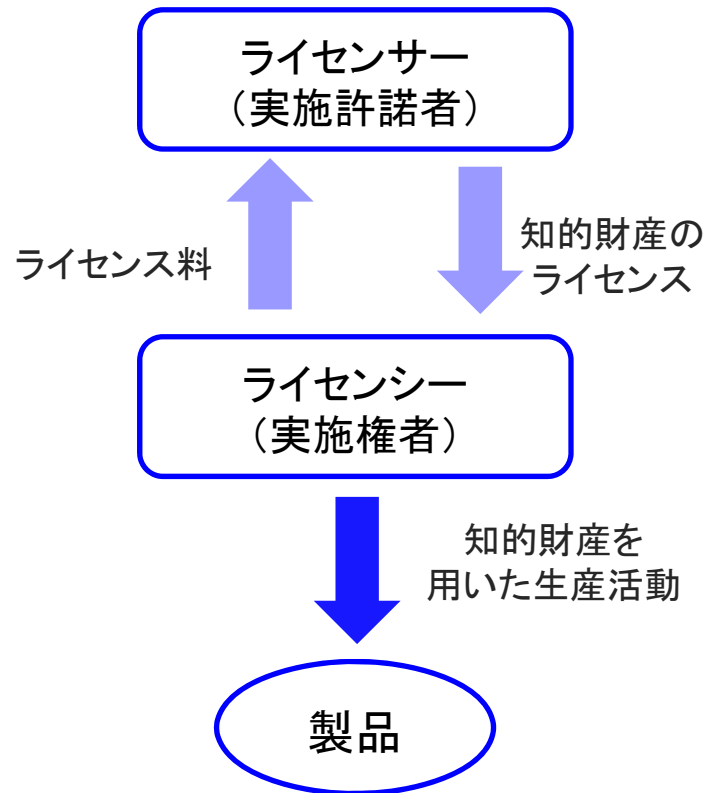 ライセンサー
（実施許諾者）
ライセンス料
知的財産の
ライセンス
ライセンシー
（実施権者）
知的財産を
用いた生産活動
製品